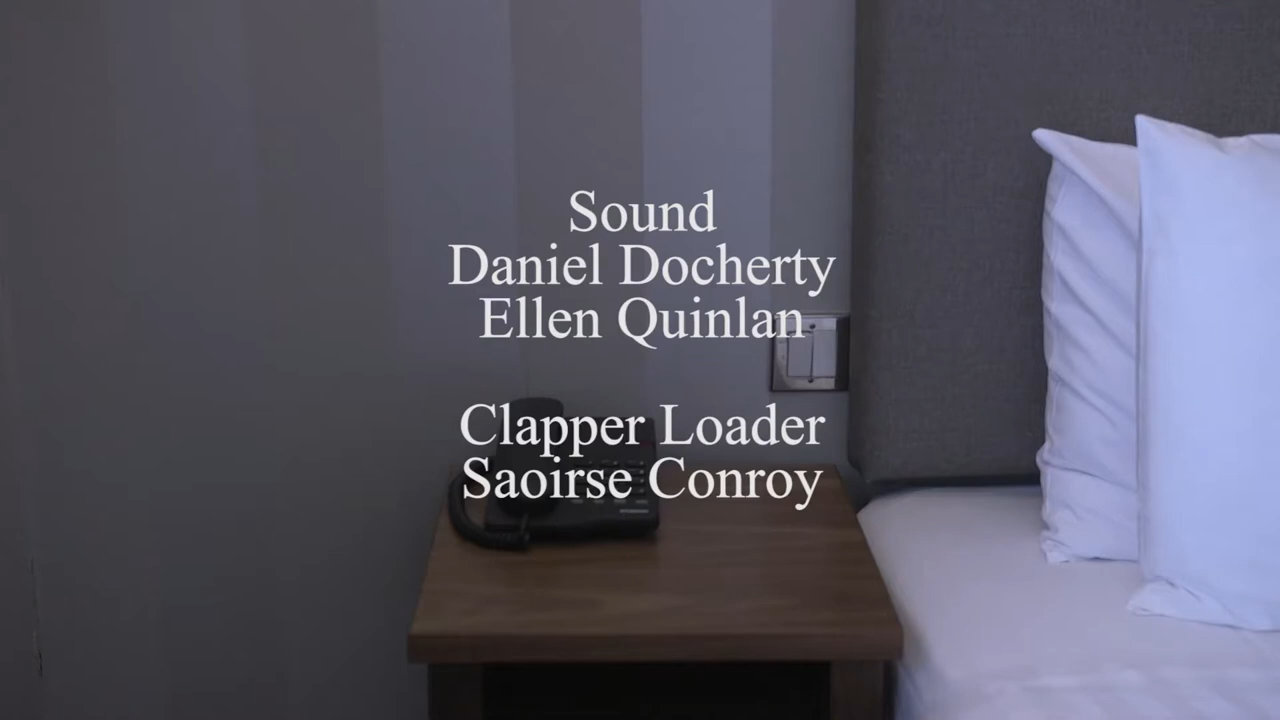 Sound
Daniel Docherty
Ellen Quinlan
Clapper Loader
Saoirse Conroy